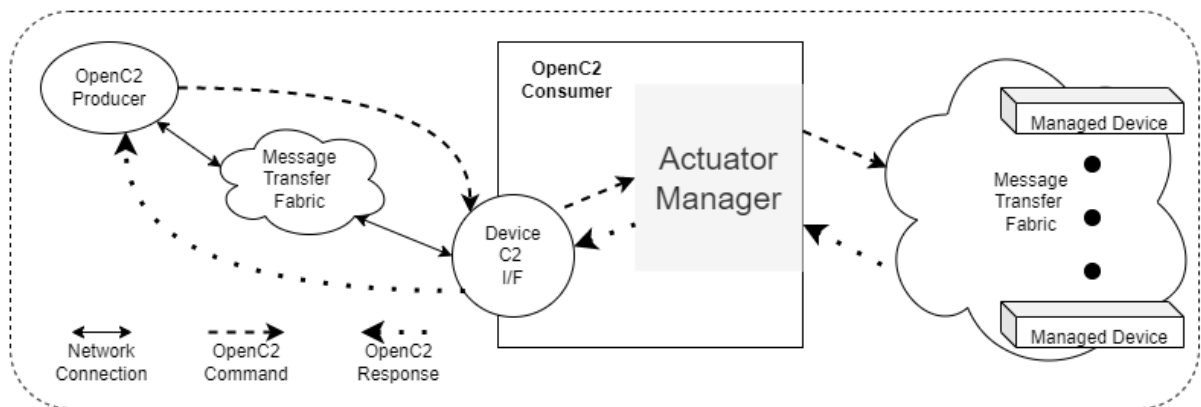 OpenC2
Producer
Message
Transfer
Fabric
OpenC2
Consumer
Actuator
Manager
Device
C2
I/F
Managed Device
Message
Transfer
Fabric
Managed Device
Network
Connection
OpenC2
Command
OpenC2
Response